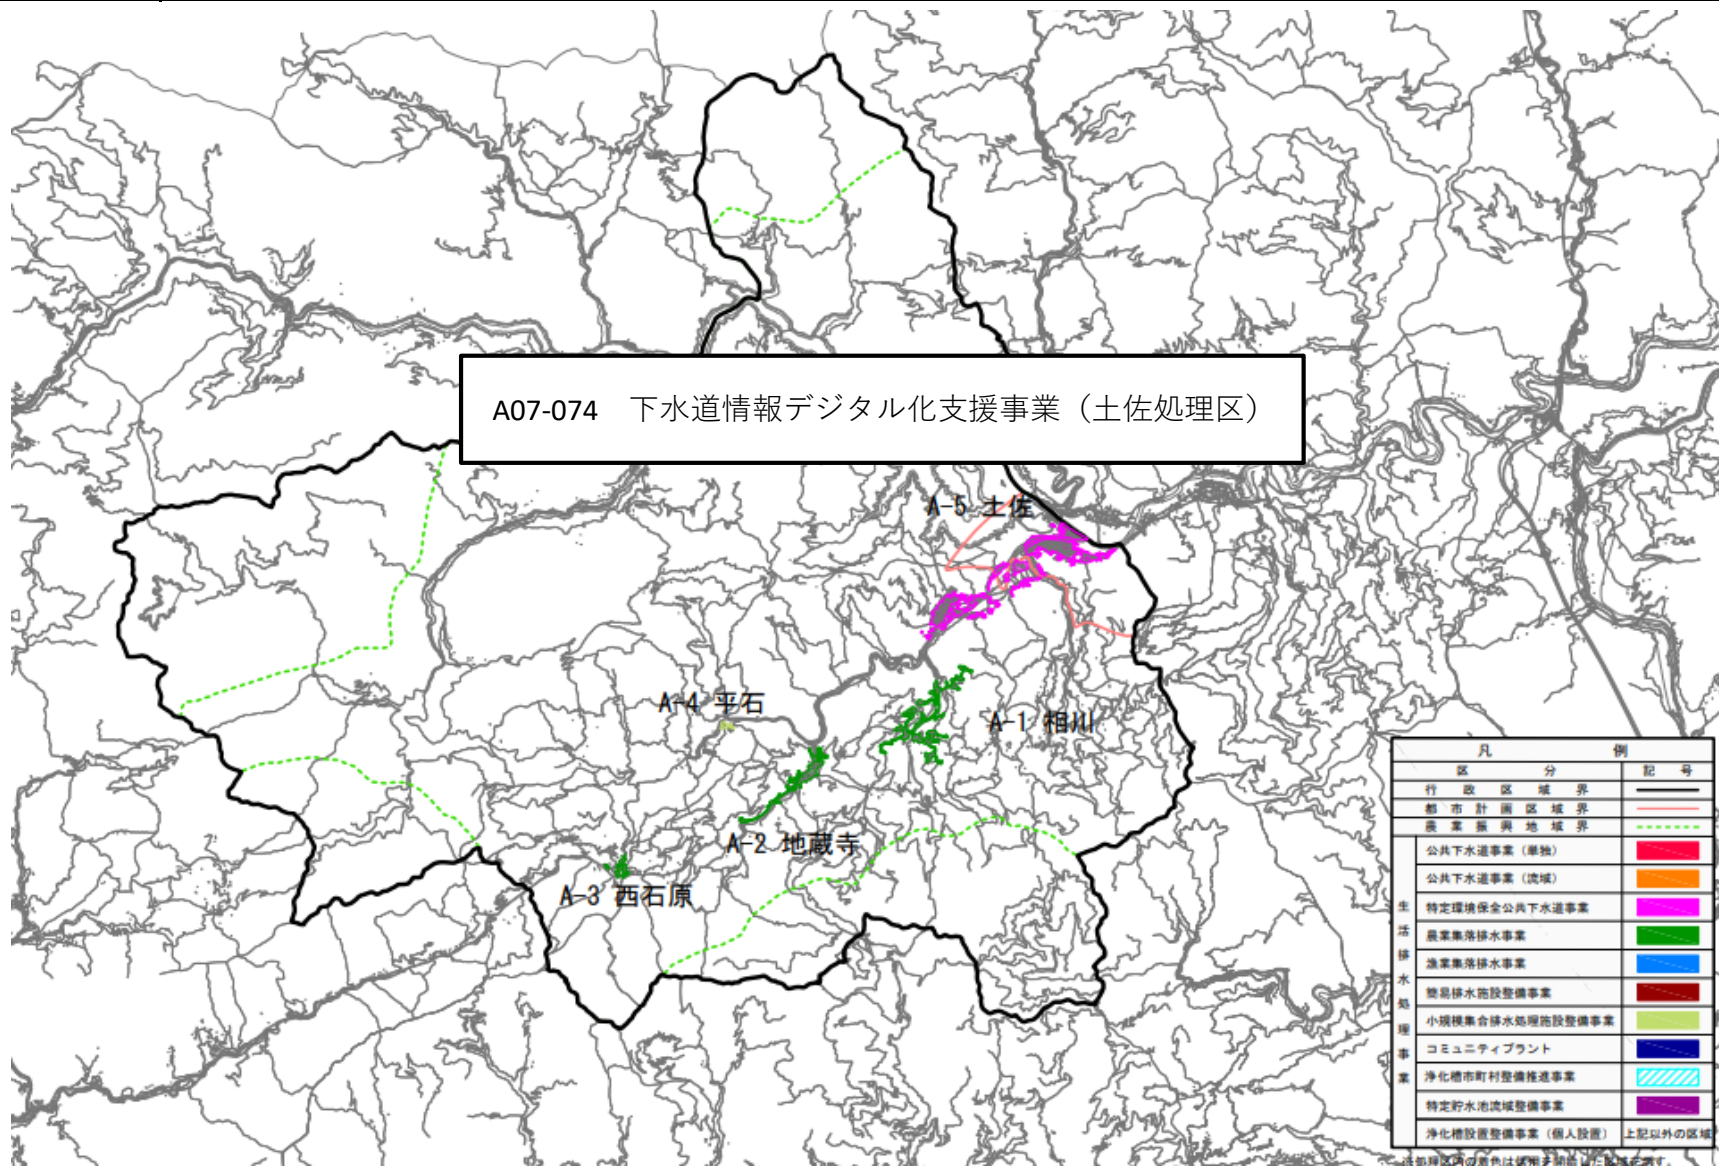 A07-074 下水道情報デジタル化支援事業（土佐処理区）
A-5 土佐
A-4 平石
A-1 相川
A-2 地蔵寺
A-3 西石原
凡例
区分 記号
行政区域界
都市計画区域界
農業振興地域界
生活排水処理事業
公共下水道事業（単独）
公共下水道事業（流域）
特定環境保全公共下水道事業
農業集落排水事業
漁業集落排水事業
簡易排水施設整備事業
小規模集合排水処理施設整備事業
コミュニティプラント
浄化槽市町村整備推進事業
特定貯水池流域整備事業
浄化槽設置整備事業（個人設置） 上記以外の区域